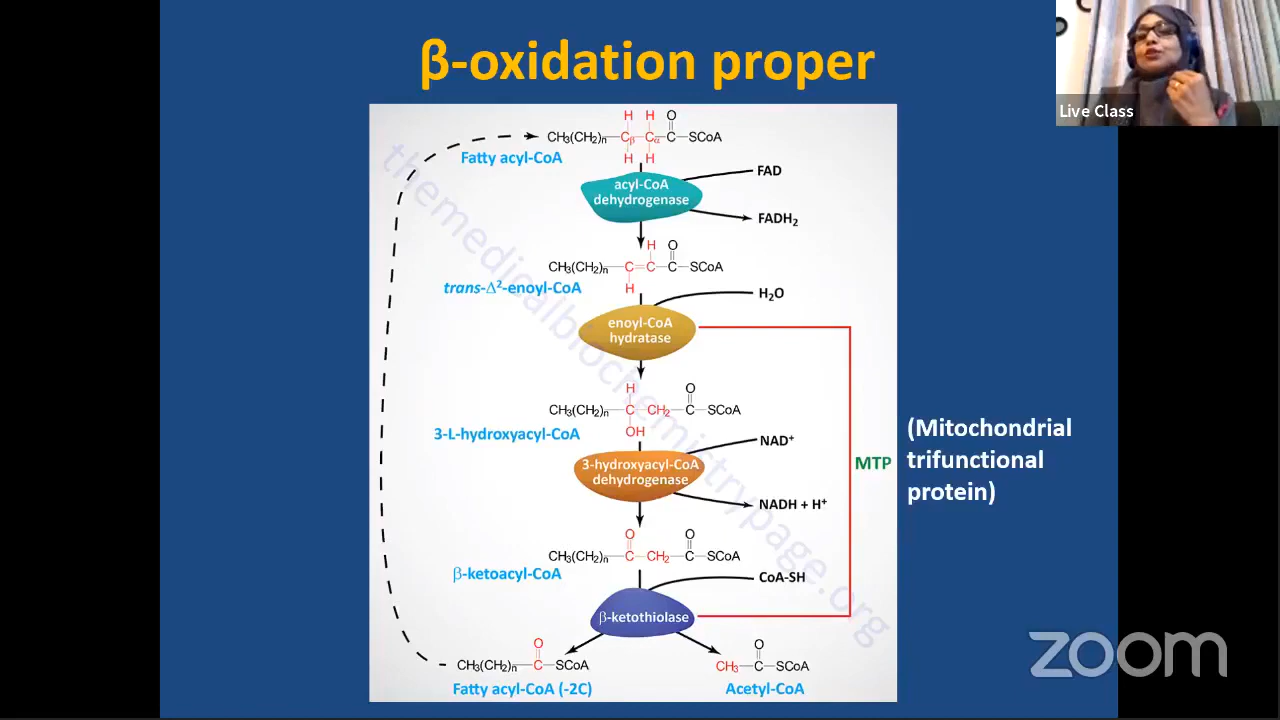 β-oxidation proper
Live Class
H H O
CH₃(CH₂)ₙ Cβ Cα C SCoA
H H
Fatty acyl-CoA
acyl-CoA
dehydrogenase
FAD
FADH₂
H O
CH₃(CH₂)ₙ C C C SCoA
H
trans-Δ²-enoyl-CoA
H₂O
enoyl-CoA
hydratase
H O
CH₃(CH₂)ₙ C CH₂ C SCoA
OH
3-L-hydroxyacyl-CoA
NAD⁺
3-hydroxyacyl-CoA
dehydrogenase
NADH + H⁺
MTP
(Mitochondrial
trifunctional
protein)
O O
CH₃(CH₂)ₙ C CH₂ C SCoA
β-ketoacyl-CoA
CoA-SH
β-ketothiolase
O
CH₃(CH₂)ₙ C SCoA
Fatty acyl-CoA (-2C)
O
CH₃ C SCoA
Acetyl-CoA
themedicalbiochemistrypage.org
zoom